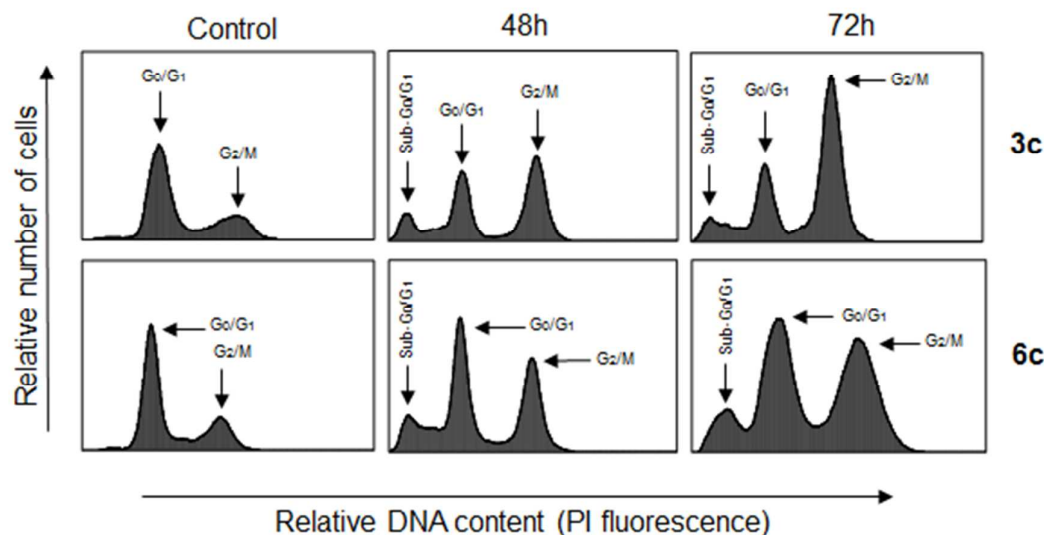 Control 48h 72h
Relative number of cells
G0/G1
G2/M
Sub-G0/G1
G0/G1
G2/M
Sub-G0/G1
G0/G1
G2/M
3c
G0/G1
G2/M
Sub-G0/G1
G0/G1
G2/M
Sub-G0/G1
G0/G1
G2/M
6c
Relative DNA content (PI fluorescence)